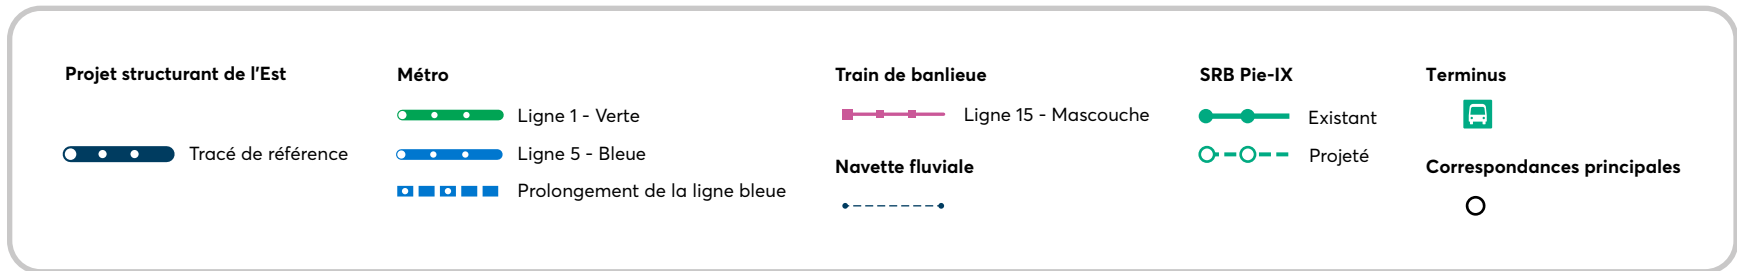 Projet structurant de l'Est
Tracé de référence
Métro
Ligne 1 - Verte
Ligne 5 - Bleue
Prolongement de la ligne bleue
Train de banlieue
Ligne 15 - Mascouche
Navette fluviale
SRB Pie-IX
Existant
Projeté
Terminus
Correspondances principales